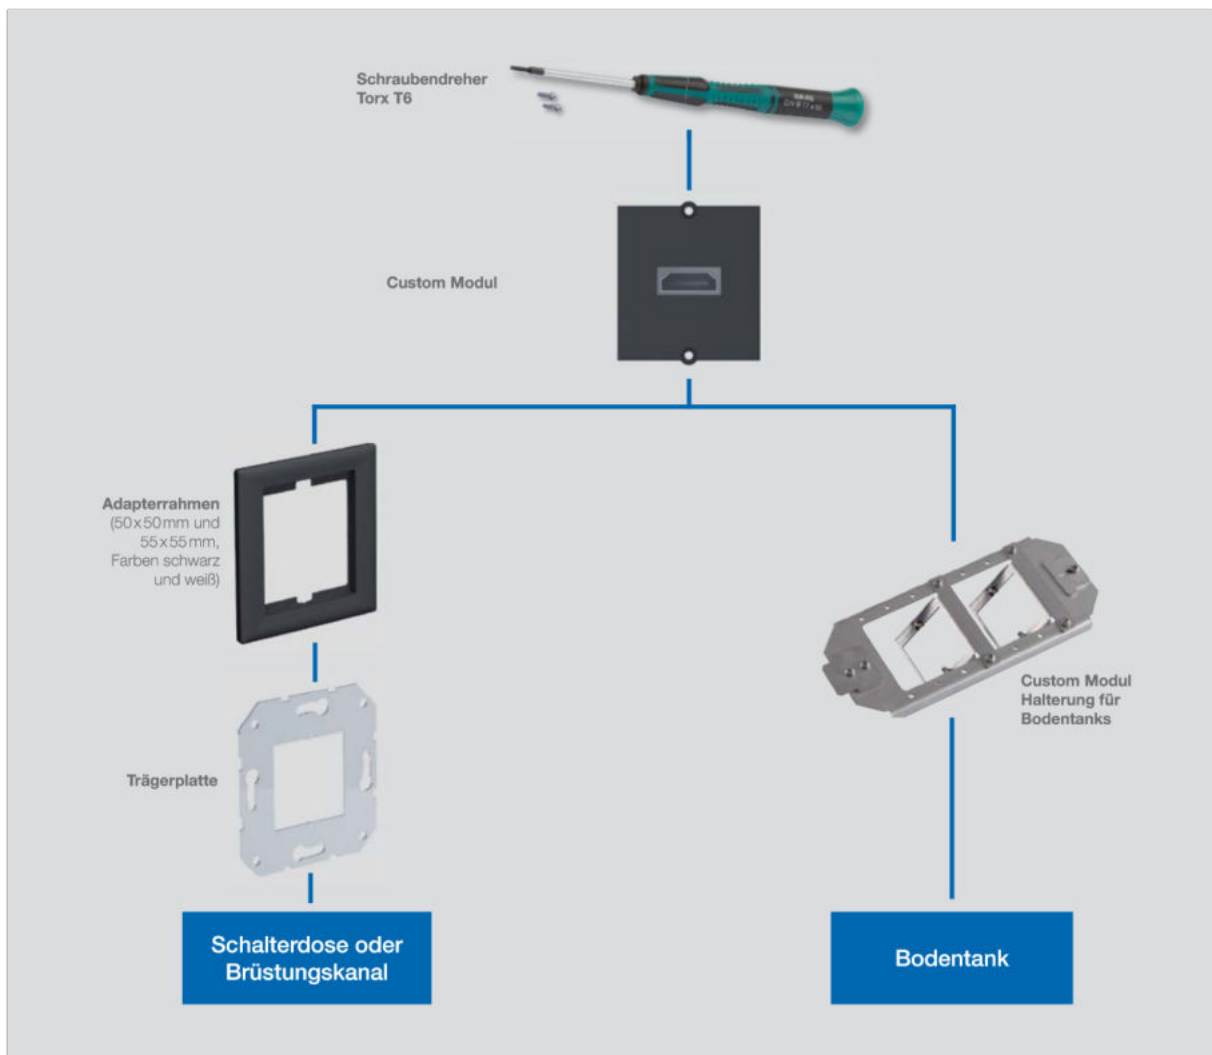 Schraubendreher
Torx T6
Custom Modul
Adapterrahmen
(50x50mm und
55x55mm,
Farben schwarz
und weiß)
Custom Modul
Halterung für
Bodentanks
Trägerplatte
Schalterdose oder
Brüstungskanal
Bodentank